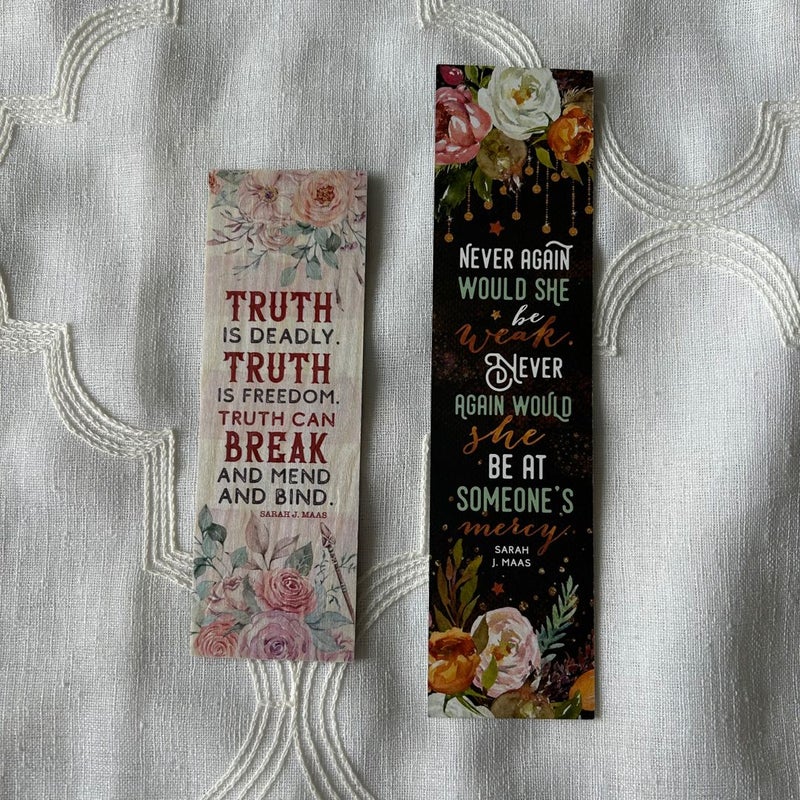 TRUTH
IS DEADLY.
TRUTH
IS FREEDOM.
TRUTH CAN
BREAK
AND MEND
AND BIND.
SARAH J. MAAS
NEVER AGAIN
WOULD SHE
be
weak.
NEVER
AGAIN WOULD
she
BE AT
SOMEONE'S
mercy.
SARAH
J. MAAS